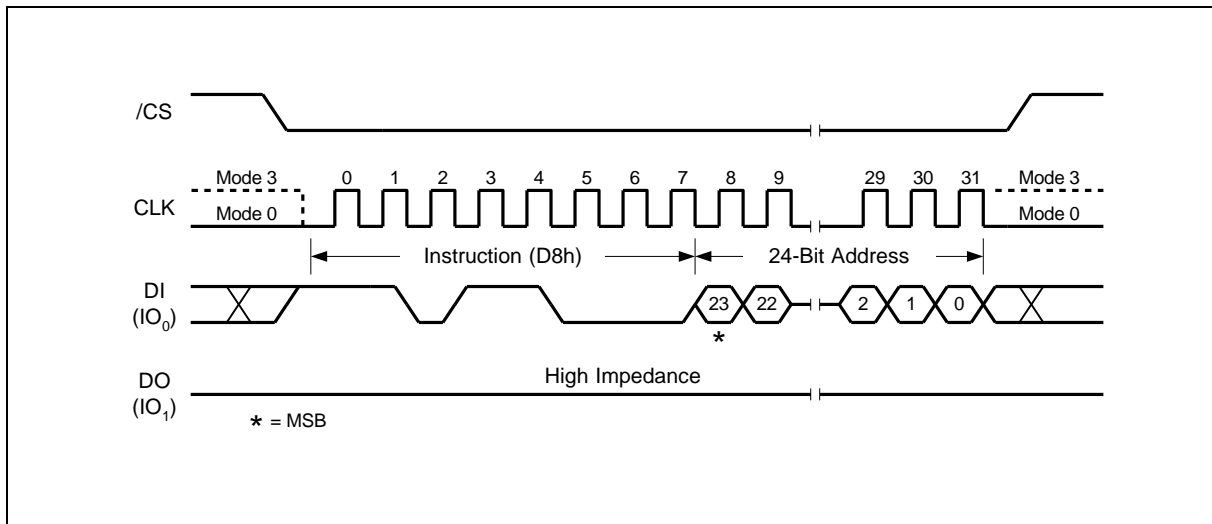 /CS
Mode 3 0 1 2 3 4 5 6 7 8 9 29 30 31 Mode 3
CLK
Mode 0 Mode 0
Instruction (D8h) 24-Bit Address
DI
(IO0)
23 22 2 1 0
*
DO
(IO1)
High Impedance
* = MSB